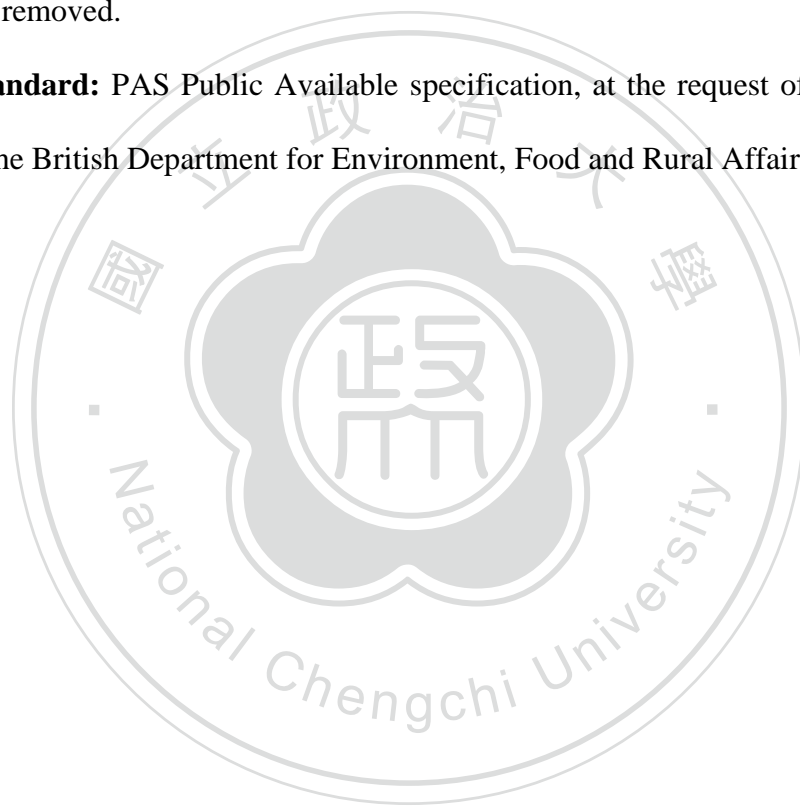 removed.
andard: PAS Public Available specification, at the request of
ne British Department for Environment, Food and Rural Affair
國立政治大學
政
National Chengchi University